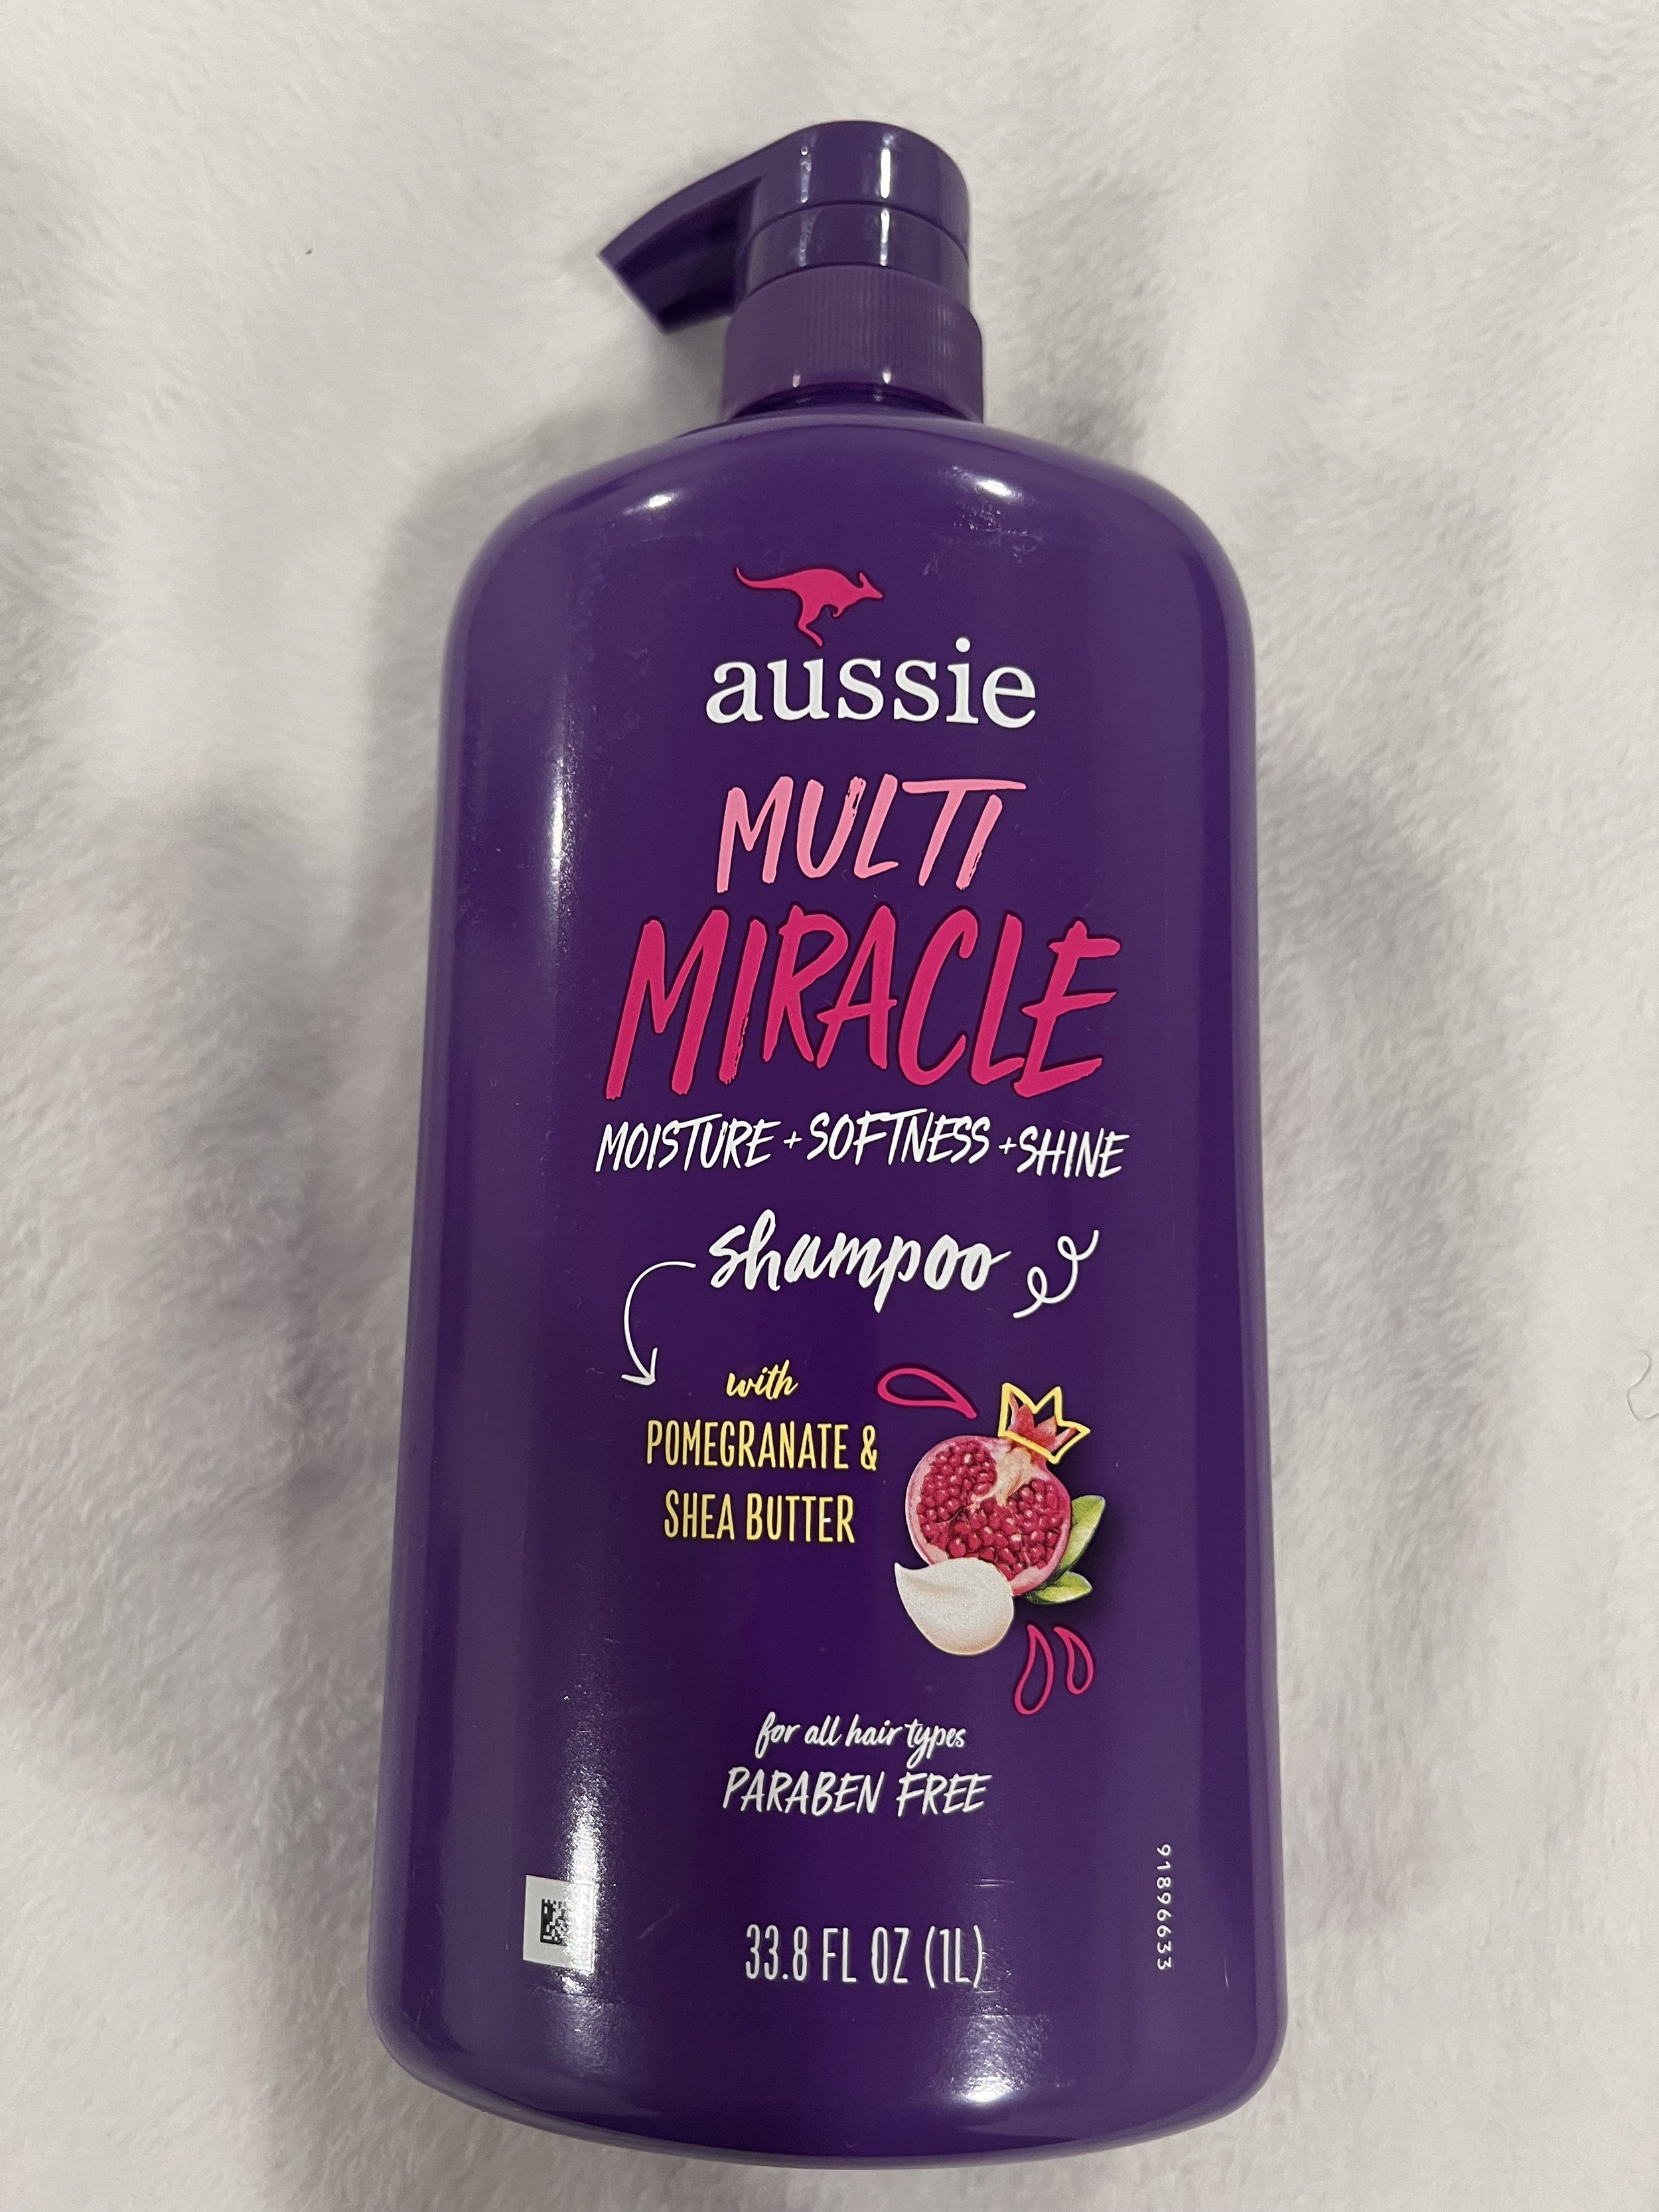 aussie
MULTI
MIRACLE
MOISTURE + SOFTNESS + SHINE
shampoo
with
POMEGRANATE &
SHEA BUTTER
for all hair types
PARABEN FREE
33.8 FL OZ (1L)
91896633